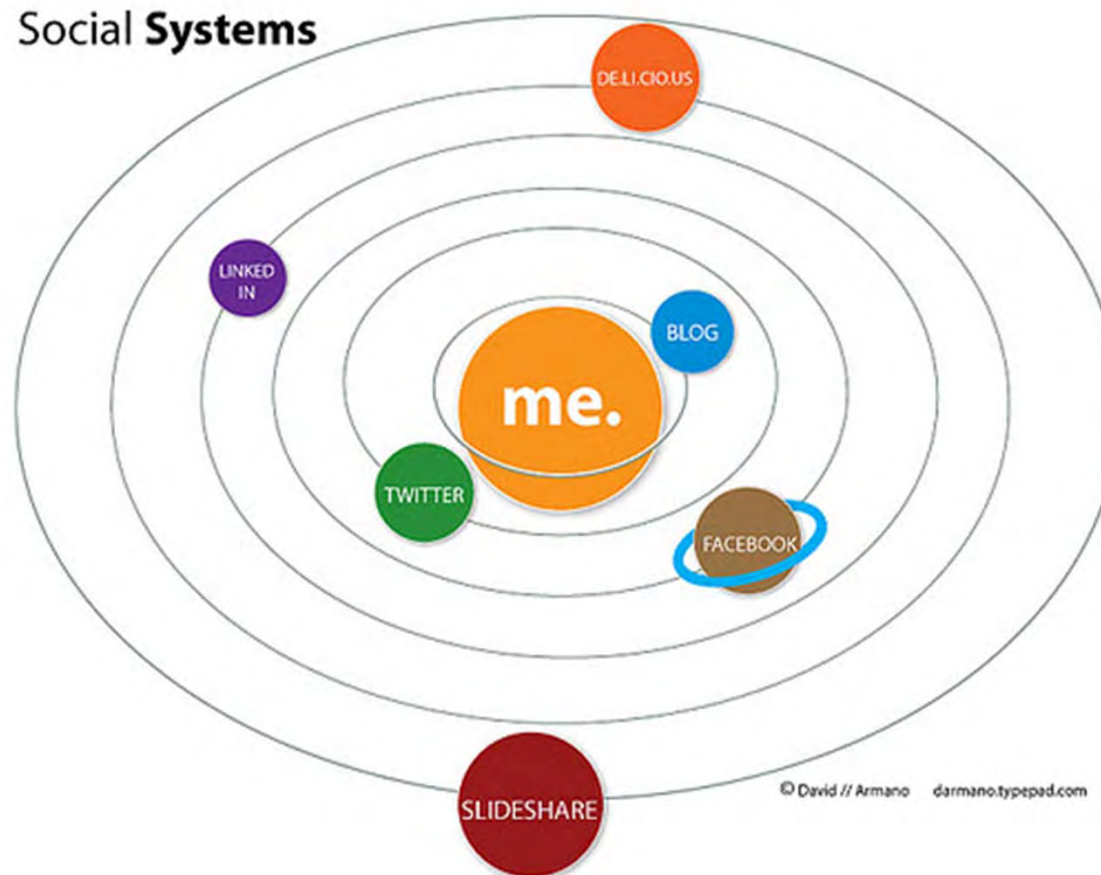 Social Systems
DE.LI.CIO.US
LINKED
IN
BLOG
me.
TWITTER
FACEBOOK
SLIDESHARE
© David // Armano darmano.typepad.com